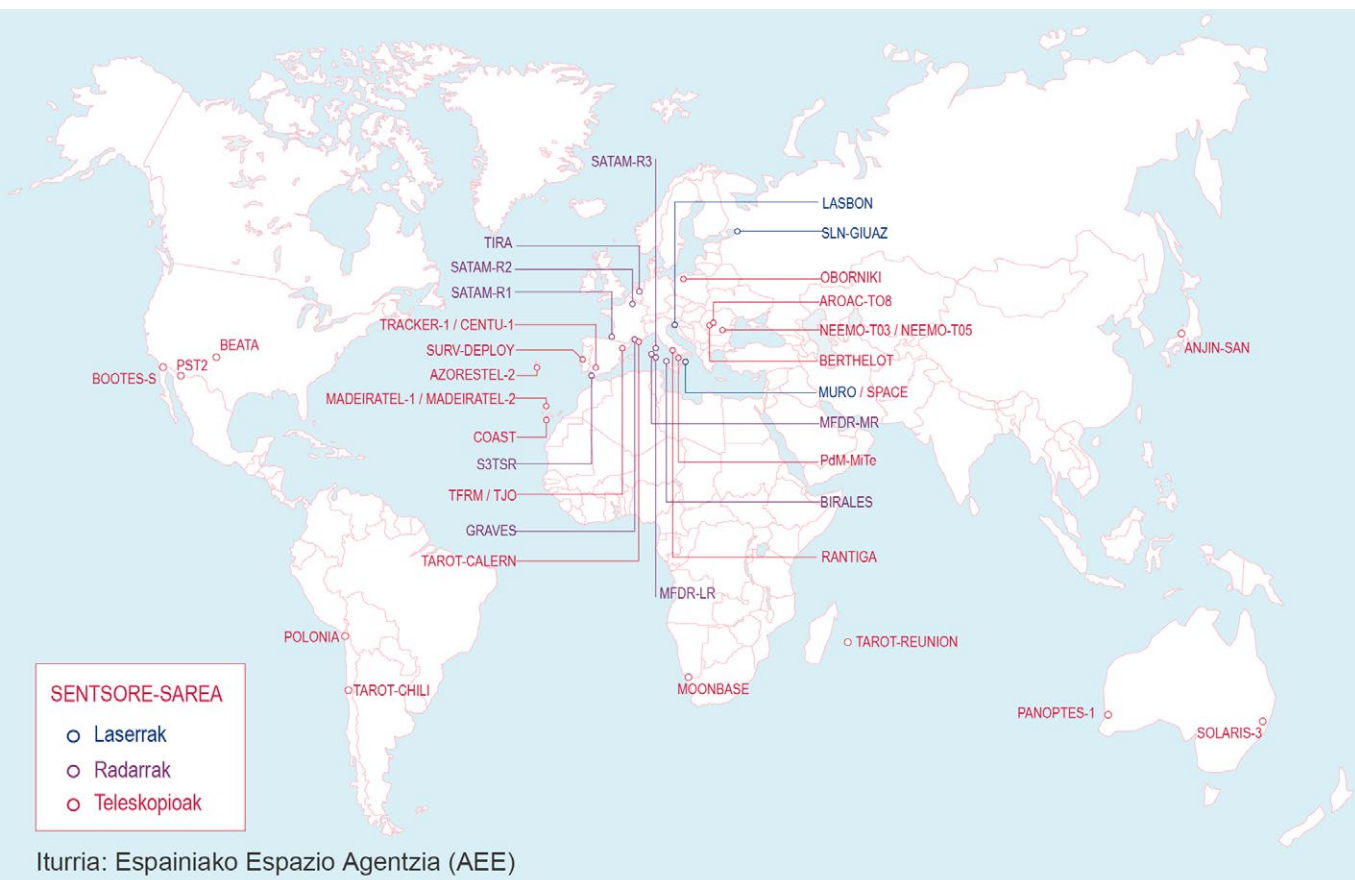 SATAM-R3
LASBON
SLN-GIUAZ
TIRA
SATAM-R2
SATAM-R1
OBORNIKI
AROAC-TO8
TRACKER-1 / CENTU-1
NEEMO-T03 / NEEMO-T05
SURV-DEPLOY
BERTHELOT
AZORESTEL-2
MADEIRATEL-1 / MADEIRATEL-2
MURO / SPACE
COAST
MFDR-MR
S3TSR
PdM-MiTe
TFRM / TJO
BIRALES
GRAVES
TAROT-CALERN
RANTIGA
MFDR-LR
BEATA
PST2
BOOTES-S
ANJIN-SAN
POLONIA
TAROT-REUNION
TAROT-CHILI
MOONBASE
PANOPTES-1
SOLARIS-3
SENTSORE-SAREA
Laserrak
Radarrak
Teleskopioak
Iturria: Espainiako Espazio Agentzia (AEE)